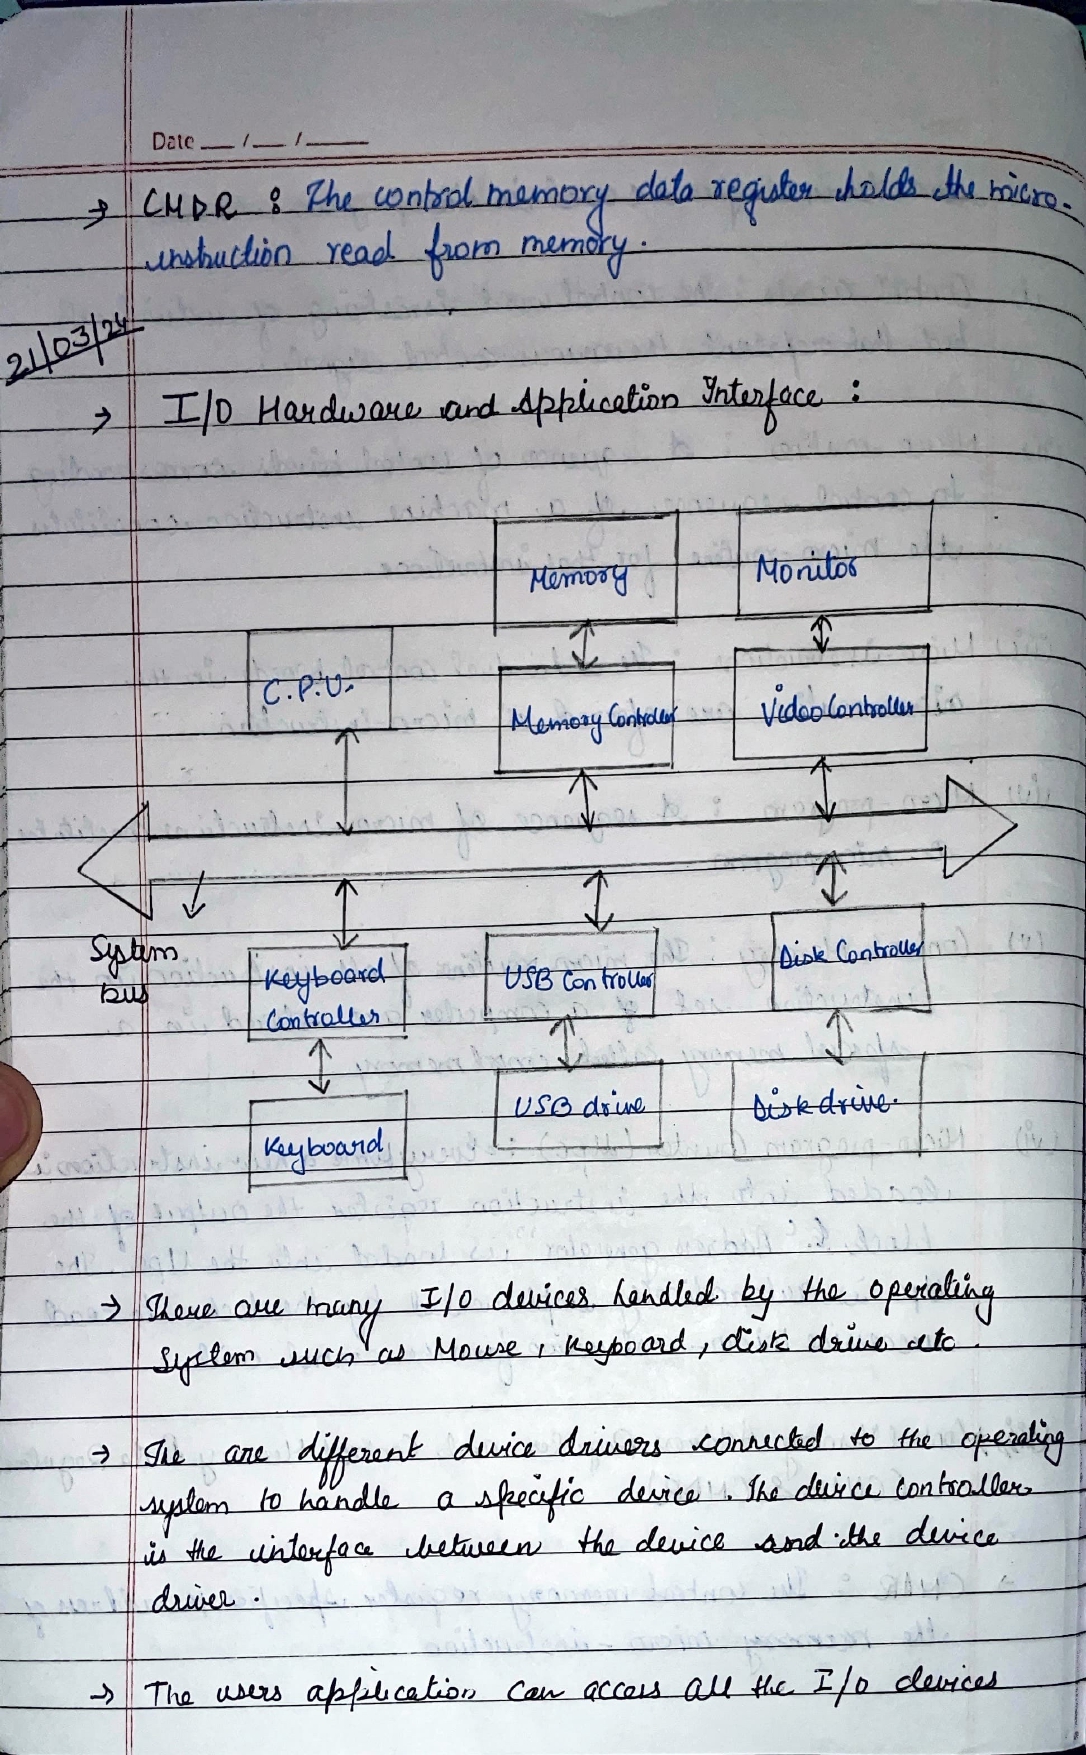 Date __/__/____
→ CMDR : The control memory data register holds the micro-
instruction read from memory.
21/03/24
→ I/O Hardware and Application Interface :
Memory
Monitor
C.P.U.
Memory Controller
Video Controller
System
Bus
Keyboard
Controller
USB Controller
Disk Controller
Keyboard
USB drive
Disk drive.
→ There are many I/O devices handled by the operating
System such as Mouse, Keyboard, disk drive etc.
→ The are different device drivers connected to the operating
system to handle a specific device. The device controller
is the interface between the device and the device
driver.
→ The users application can access all the I/O devices